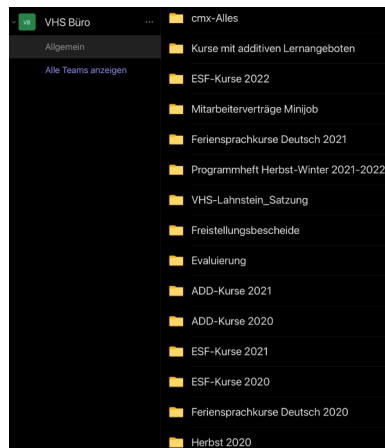 VB VHS Büro ...
Allgemein
Alle Teams anzeigen
cmx-Alles
Kurse mit additiven Lernangeboten
ESF-Kurse 2022
Mitarbeiterverträge Minijob
Feriensprachkurse Deutsch 2021
Programmheft Herbst-Winter 2021-2022
VHS-Lahnstein_Satzung
Freistellungsbescheide
Evaluierung
ADD-Kurse 2021
ADD-Kurse 2020
ESF-Kurse 2021
ESF-Kurse 2020
Feriensprachkurse Deutsch 2020
Herbst 2020